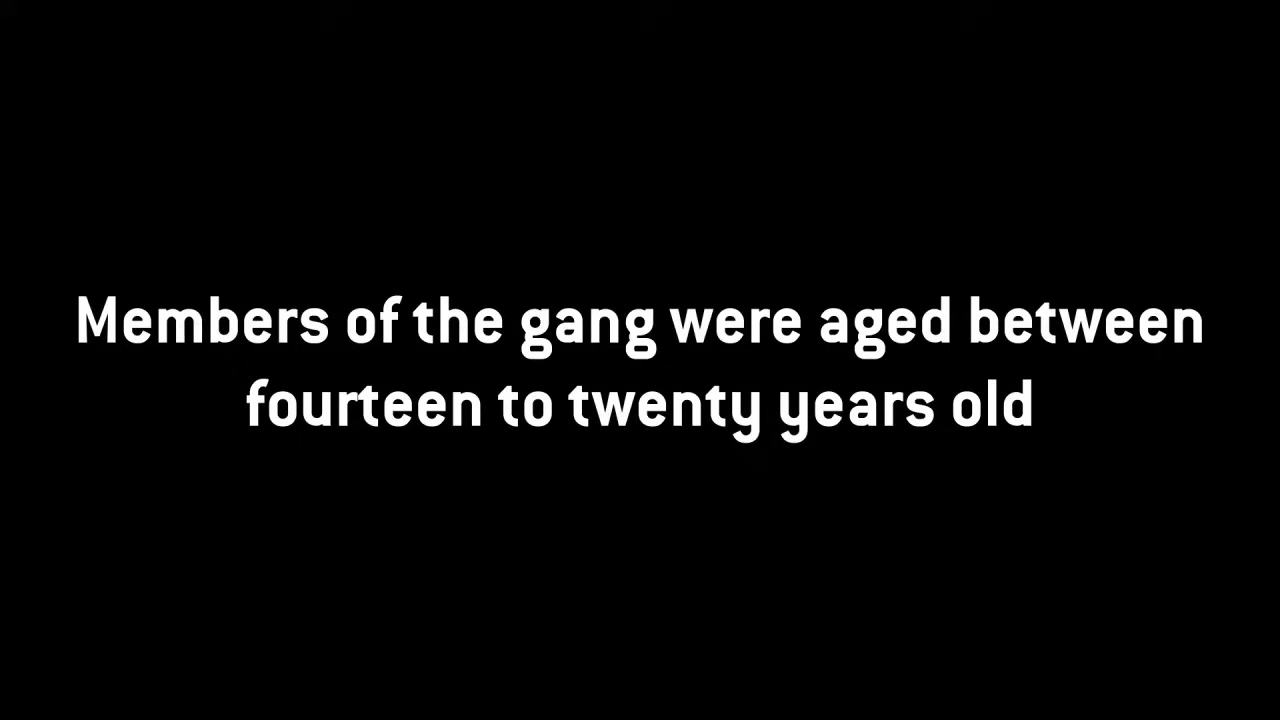 Members of the gang were aged between
fourteen to twenty years old